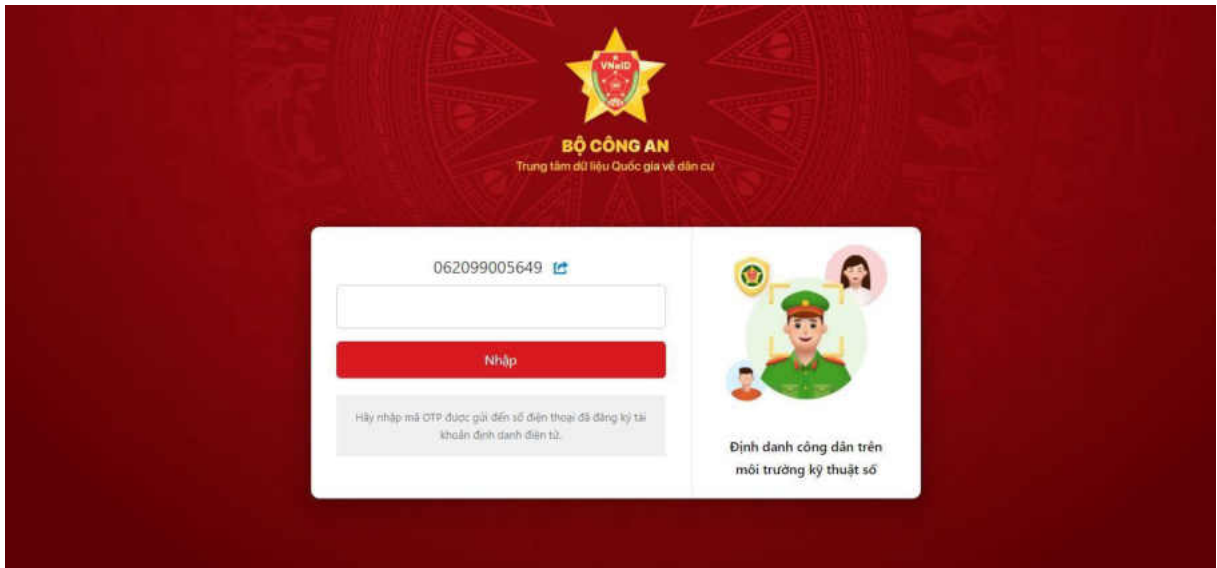 VNeID
BỘ CÔNG AN
Trung tâm dữ liệu Quốc gia về dân cư
062099005649
Nhập
Hãy nhập mã OTP được gửi đến số điện thoại đã đăng ký tài
khoản định danh điện tử.
Định danh công dân trên
môi trường kỹ thuật số